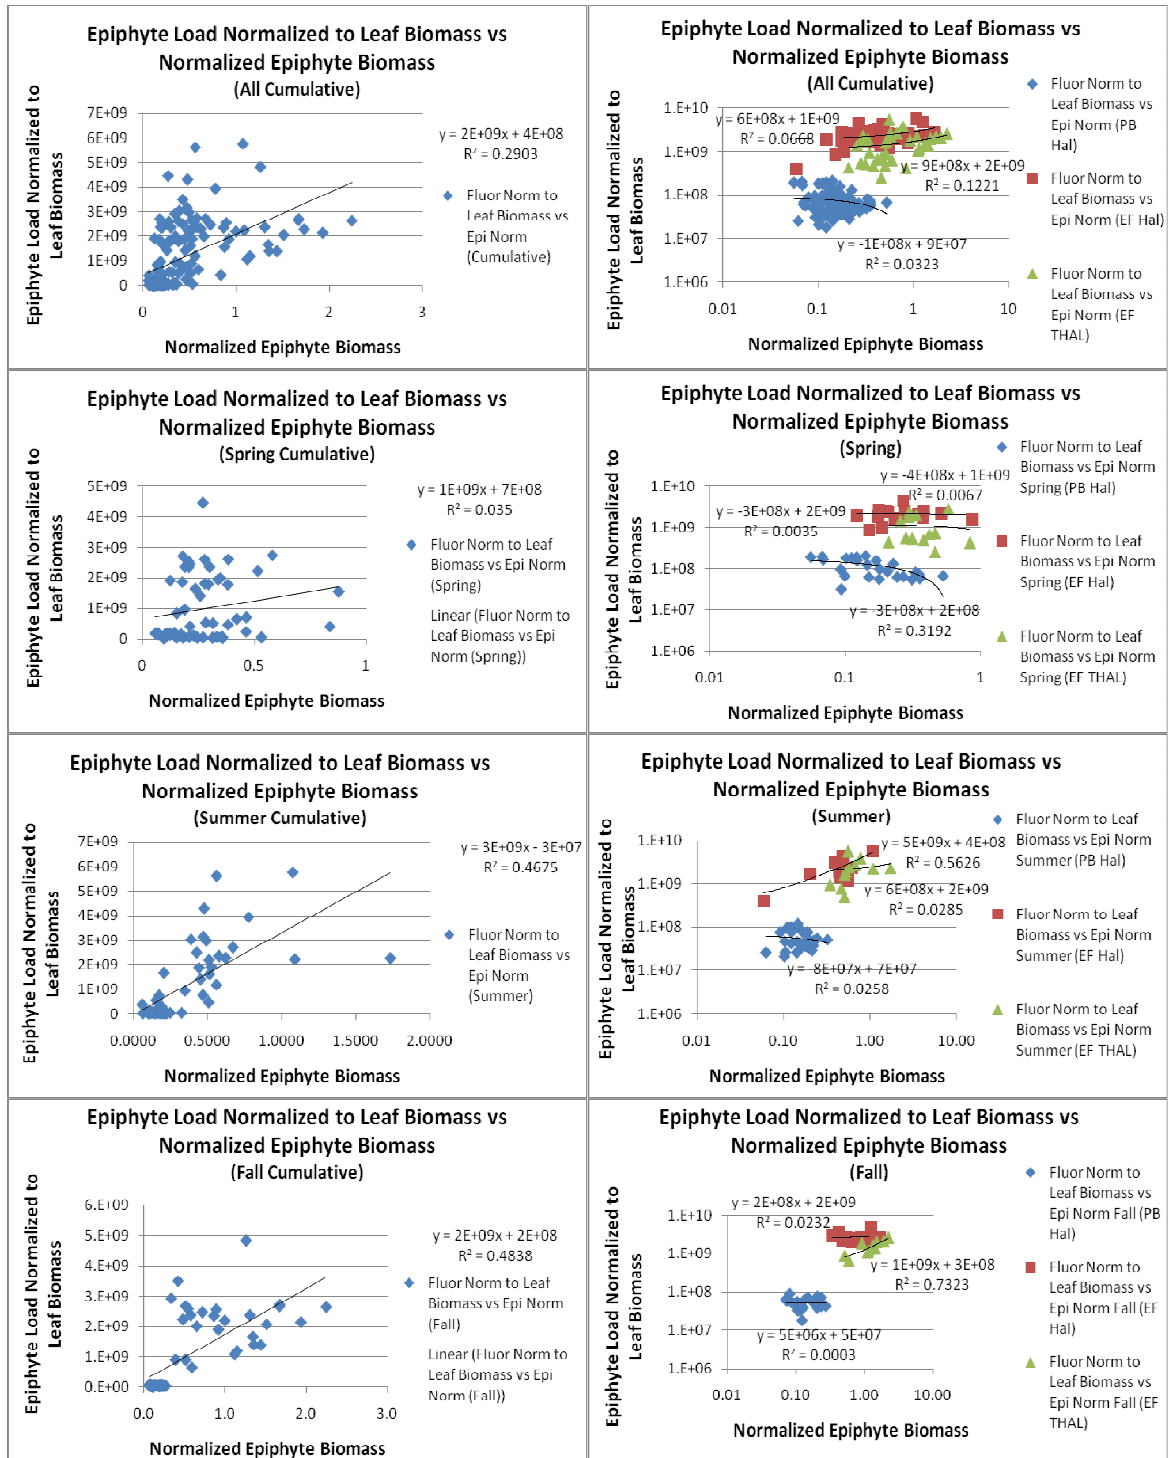 Epiphyte Load Normalized to Leaf Biomass vs
Normalized Epiphyte Biomass
(All Cumulative)
Epiphyte Load Normalized to
Leaf Biomass
7E+09
6E+09
5E+09
4E+09
3E+09
2E+09
1E+09
0
0
1
2
3
Normalized Epiphyte Biomass
y = 2E+09x + 4E+08
R² = 0.2903
Fluor Norm to
Leaf Biomass vs
Epi Norm
(Cumulative)
Epiphyte Load Normalized to Leaf Biomass vs
Normalized Epiphyte Biomass
(All Cumulative)
Epiphyte Load Normalized to
Leaf Biomass
1.E+10
1.E+09
1.E+08
1.E+07
1.E+06
0.01
0.1
1
10
Normalized Epiphyte Biomass
y = 6E+08x + 1E+09
R² = 0.0668
y = 9E+08x + 2E+09
R² = 0.1221
y = -1E+08x + 9E+07
R² = 0.0323
Fluor Norm to
Leaf Biomass vs
Epi Norm (PB
Hal)
Fluor Norm to
Leaf Biomass vs
Epi Norm (EF Hal)
Fluor Norm to
Leaf Biomass vs
Epi Norm (EF
THAL)
Epiphyte Load Normalized to Leaf Biomass vs
Normalized Epiphyte Biomass
(Spring Cumulative)
Epiphyte Load Normalized to
Leaf Biomass
5E+09
4E+09
3E+09
2E+09
1E+09
0
0
0.5
1
Normalized Epiphyte Biomass
y = 1E+09x + 7E+08
R² = 0.035
Fluor Norm to Leaf
Biomass vs Epi Norm
(Spring)
Linear (Fluor Norm to
Leaf Biomass vs Epi
Norm (Spring))
Epiphyte Load Normalized to Leaf Biomass vs
Normalized Epiphyte Biomass
(Spring)
Epiphyte Load Normalized to
Leaf Biomass
1.E+10
1.E+09
1.E+08
1.E+07
1.E+06
0.01
0.1
1
Normalized Epiphyte Biomass
y = -4E+08x + 1E+09
R² = 0.0067
y = -3E+08x + 2E+09
R² = 0.0035
y = -3E+08x + 2E+08
R² = 0.3192
Fluor Norm to Leaf
Biomass vs Epi Norm
Spring (PB Hal)
Fluor Norm to Leaf
Biomass vs Epi Norm
Spring (EF Hal)
Fluor Norm to Leaf
Biomass vs Epi Norm
Spring (EF THAL)
Epiphyte Load Normalized to Leaf Biomass vs
Normalized Epiphyte Biomass
(Summer Cumulative)
Epiphyte Load Normalized to
Leaf Biomass
7E+09
6E+09
5E+09
4E+09
3E+09
2E+09
1E+09
0
0.0000
0.5000
1.0000
1.5000
2.0000
Normalized Epiphyte Biomass
y = 3E+09x - 3E+07
R² = 0.4675
Fluor Norm to
Leaf Biomass vs
Epi Norm
(Summer)
Epiphyte Load Normalized to Leaf Biomass vs
Normalized Epiphyte Biomass
(Summer)
Epiphyte Load Normalized to
Leaf Biomass
1.E+10
1.E+09
1.E+08
1.E+07
1.E+06
0.01
0.10
1.00
10.00
Normalized Epiphyte Biomass
y = 5E+09x + 4E+08
R² = 0.5626
y = 6E+08x + 2E+09
R² = 0.0285
y = -8E+07x + 7E+07
R² = 0.0258
Fluor Norm to Leaf
Biomass vs Epi Norm
Summer (PB Hal)
Fluor Norm to Leaf
Biomass vs Epi Norm
Summer (EF Hal)
Fluor Norm to Leaf
Biomass vs Epi Norm
Summer (EF THAL)
Epiphyte Load Normalized to Leaf Biomass vs
Normalized Epiphyte Biomass
(Fall Cumulative)
Epiphyte Load Normalized to
Leaf Biomass
6.E+09
5.E+09
4.E+09
3.E+09
2.E+09
1.E+09
0.E+00
0.0
1.0
2.0
3.0
Normalized Epiphyte Biomass
y = 2E+09x + 2E+08
R² = 0.4838
Fluor Norm to Leaf
Biomass vs Epi Norm
(Fall)
Linear (Fluor Norm to
Leaf Biomass vs Epi
Norm (Fall))
Epiphyte Load Normalized to Leaf Biomass vs
Normalized Epiphyte Biomass
(Fall)
Epiphyte Load Normalized to
Leaf Biomass
1.E+10
1.E+09
1.E+08
1.E+07
1.E+06
0.01
0.10
1.00
10.00
Normalized Epiphyte Biomass
y = 2E+08x + 2E+09
R² = 0.0232
y = 1E+09x + 3E+08
R² = 0.7323
y = 5E+06x + 5E+07
R² = 0.0003
Fluor Norm to
Leaf Biomass vs
Epi Norm Fall (PB
Hal)
Fluor Norm to
Leaf Biomass vs
Epi Norm Fall (EF
Hal)
Fluor Norm to
Leaf Biomass vs
Epi Norm Fall (EF
THAL)